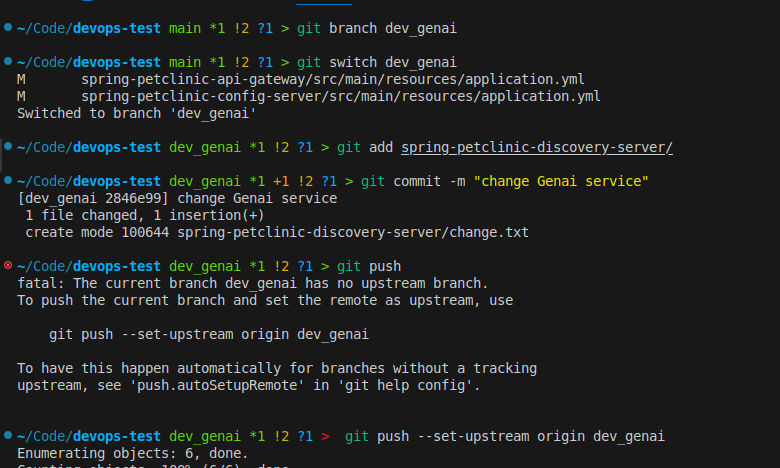 ~/Code/devops-test main *1 !2 ?1 > git branch dev_genai
~/Code/devops-test main *1 !2 ?1 > git switch dev_genai
M       spring-petclinic-api-gateway/src/main/resources/application.yml
M       spring-petclinic-config-server/src/main/resources/application.yml
Switched to branch 'dev_genai'
~/Code/devops-test dev_genai *1 !2 ?1 > git add spring-petclinic-discovery-server/
~/Code/devops-test dev_genai *1 +1 !2 ?1 > git commit -m "change Genai service"
[dev_genai 2846e99] change Genai service
 1 file changed, 1 insertion(+)
 create mode 100644 spring-petclinic-discovery-server/change.txt
~/Code/devops-test dev_genai *1 !2 ?1 > git push
fatal: The current branch dev_genai has no upstream branch.
To push the current branch and set the remote as upstream, use
    git push --set-upstream origin dev_genai
To have this happen automatically for branches without a tracking
upstream, see 'push.autoSetupRemote' in 'git help config'.
~/Code/devops-test dev_genai *1 !2 ?1 >  git push --set-upstream origin dev_genai
Enumerating objects: 6, done.
Counting objects: 100% (6/6), done.